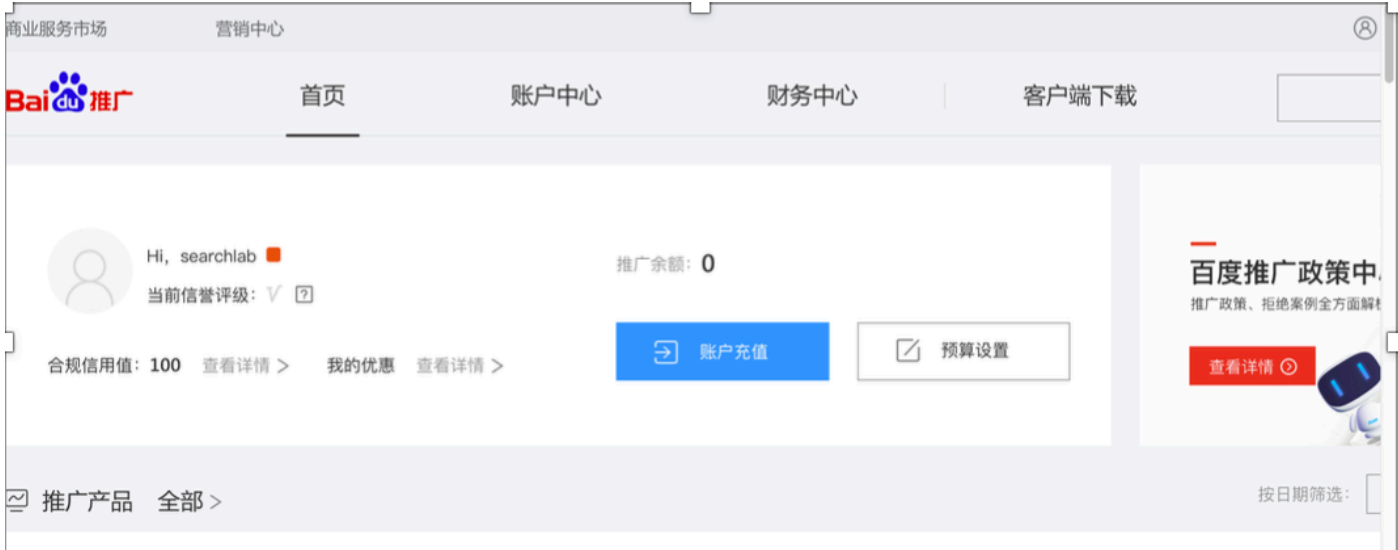 商业服务市场 营销中心
Baidu推广 首页 账户中心 财务中心 客户端下载
Hi，searchlab
当前信誉评级： V ?
合规信用值：100 查看详情 > 我的优惠 查看详情 >
推广余额：0
账户充值 预算设置
百度推广政策中
推广政策、拒绝案例全方面解
查看详情
推广产品 全部 >
按日期筛选：